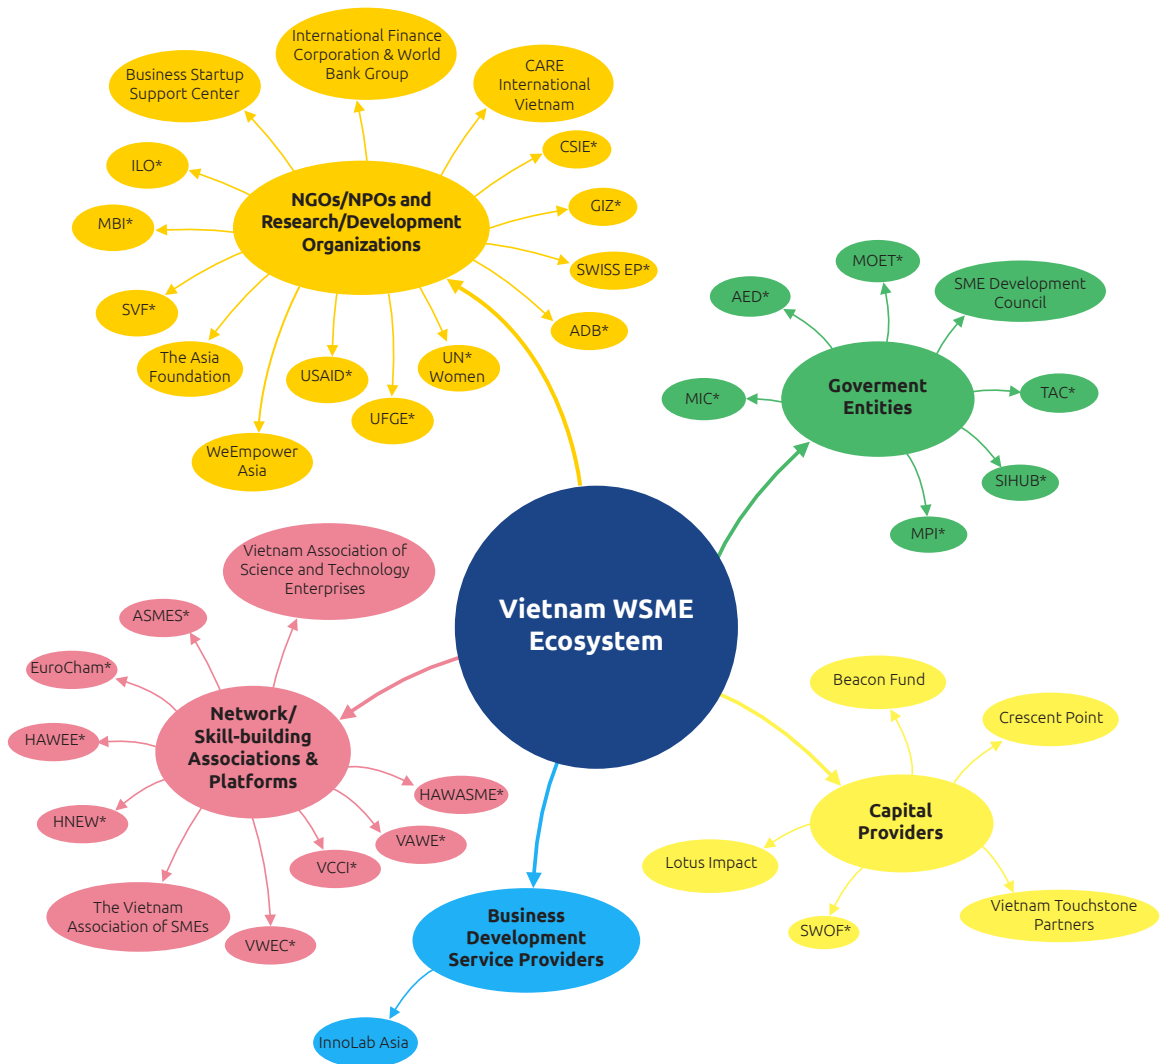 International Finance
Corporation & World
Bank Group
Business Startup
Support Center
CARE
International
Vietnam
ILO*
CSIE*
MBI*
NGOs/NPOs and
Research/Development
Organizations
GIZ*
SWISS EP*
SVF*
ADB*
The Asia
Foundation
USAID*
UN*
Women
UFGE*
WeEmpower
Asia
MOET*
AED*
SME Development
Council
MIC*
Goverment
Entities
TAC*
SIHUB*
MPI*
Vietnam WSME
Ecosystem
Vietnam Association of
Science and Technology
Enterprises
ASMES*
EuroCham*
HAWEE*
Network/
Skill-building
Associations &
Platforms
HNEW*
HAWASME*
VAWE*
VCCI*
The Vietnam
Association of SMEs
VWEC*
Business
Development
Service Providers
InnoLab Asia
Beacon Fund
Crescent Point
Capital
Providers
Lotus Impact
SWOF*
Vietnam Touchstone
Partners